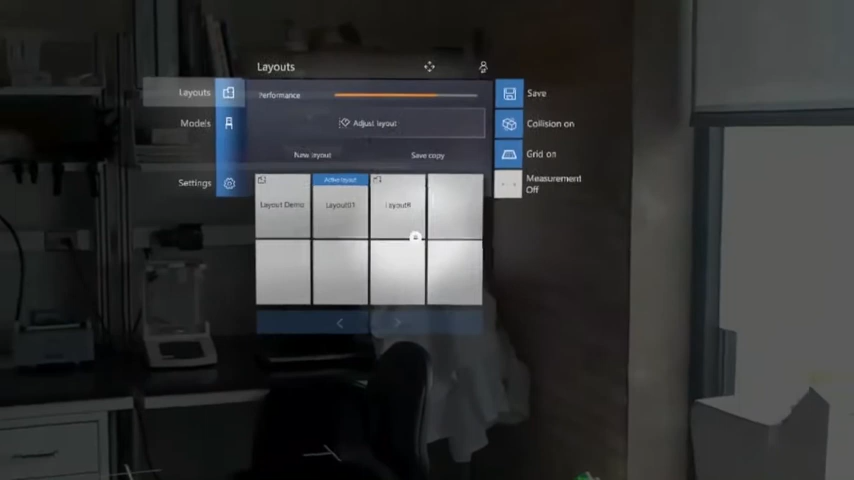 Layouts
Layouts
Performance
Save
Models
Adjust layout
Collision on
New layout
Save copy
Grid on
Settings
Active layout
Measurement
Off
Layout Demo
Layout01